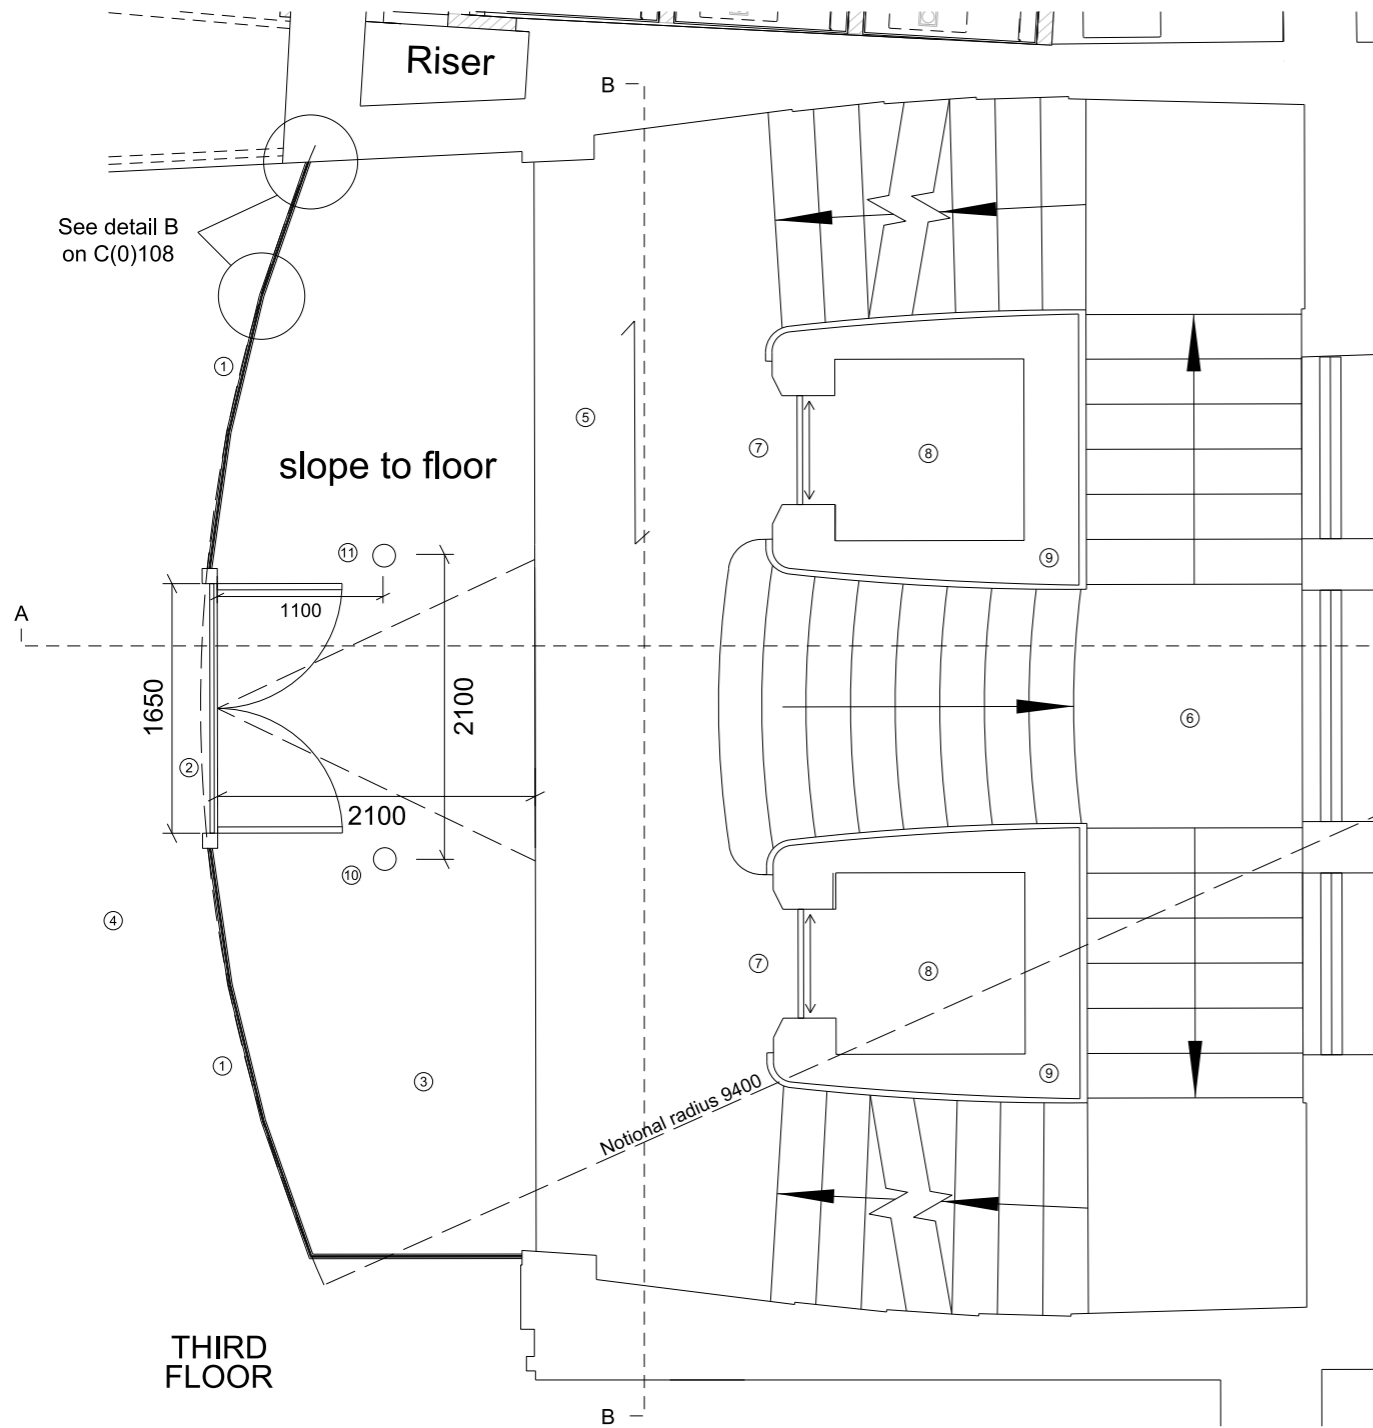 Riser
B
See detail B
on C(0)108
1
5
7
8
slope to floor
11
9
1100
A
1650
2100
6
2
2100
10
4
7
8
1
3
9
Notional radius 9400
THIRD
FLOOR
B